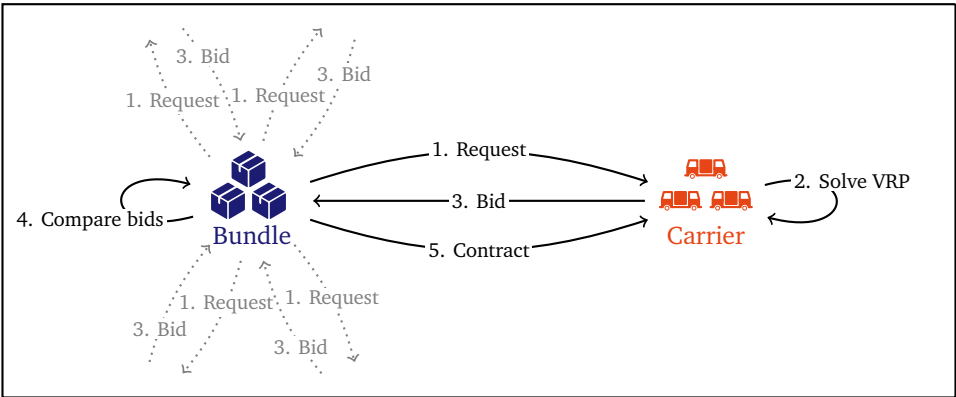 3. Bid
3. Bid
1. Request
1. Request
1. Request
2. Solve VRP
3. Bid
4. Compare bids
Bundle
Carrier
5. Contract
1. Request
1. Request
3. Bid
3. Bid